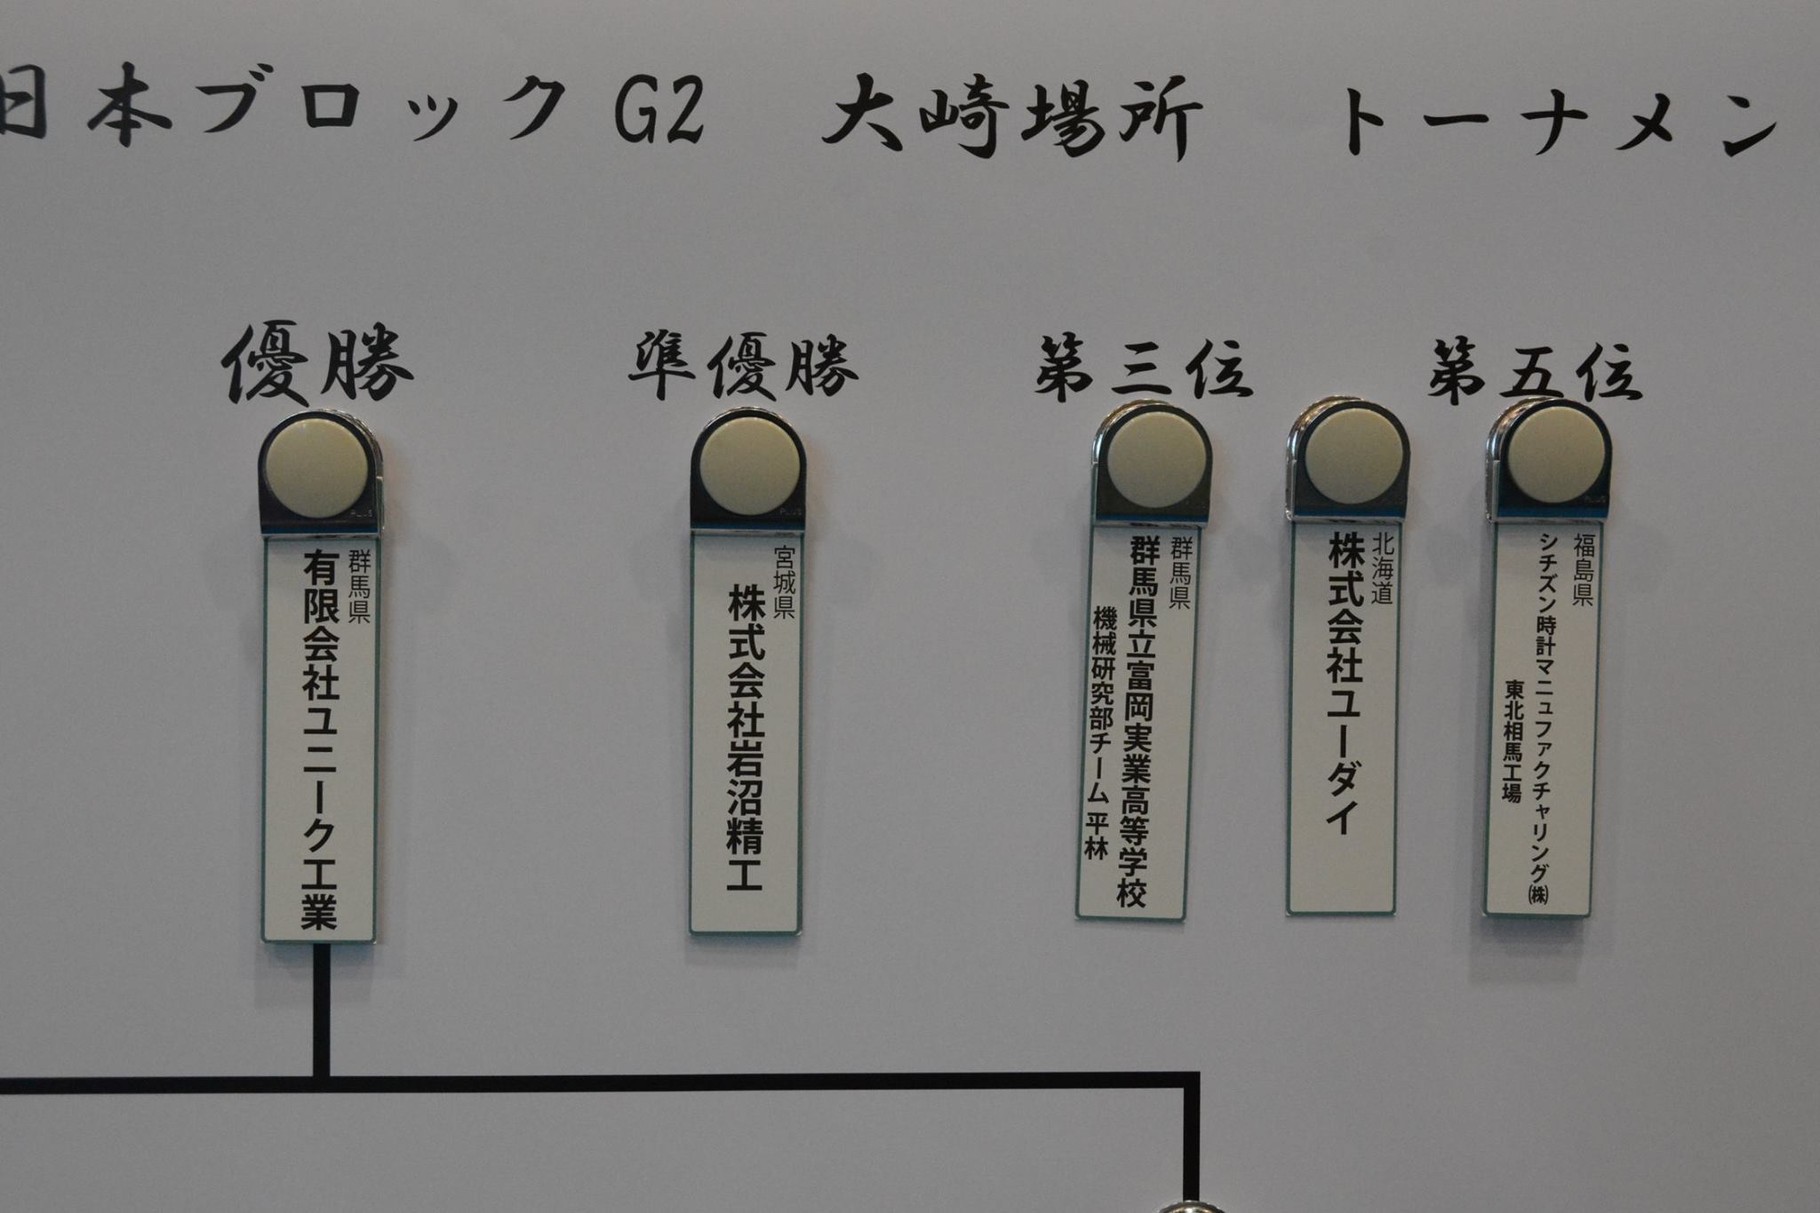 日本ブロック G2　大崎場所　トーナメン
優勝
準優勝
第三位
第五位
群馬県
有限会社ユニーク工業
宮城県
株式会社岩沼精工
群馬県
群馬県立富岡実業高等学校
機械研究部チーム平林
北海道
株式会社ユーダイ
福島県
シチズン時計マニュファクチャリング㈱
東北相馬工場
PLUS
PLUS
PLUS